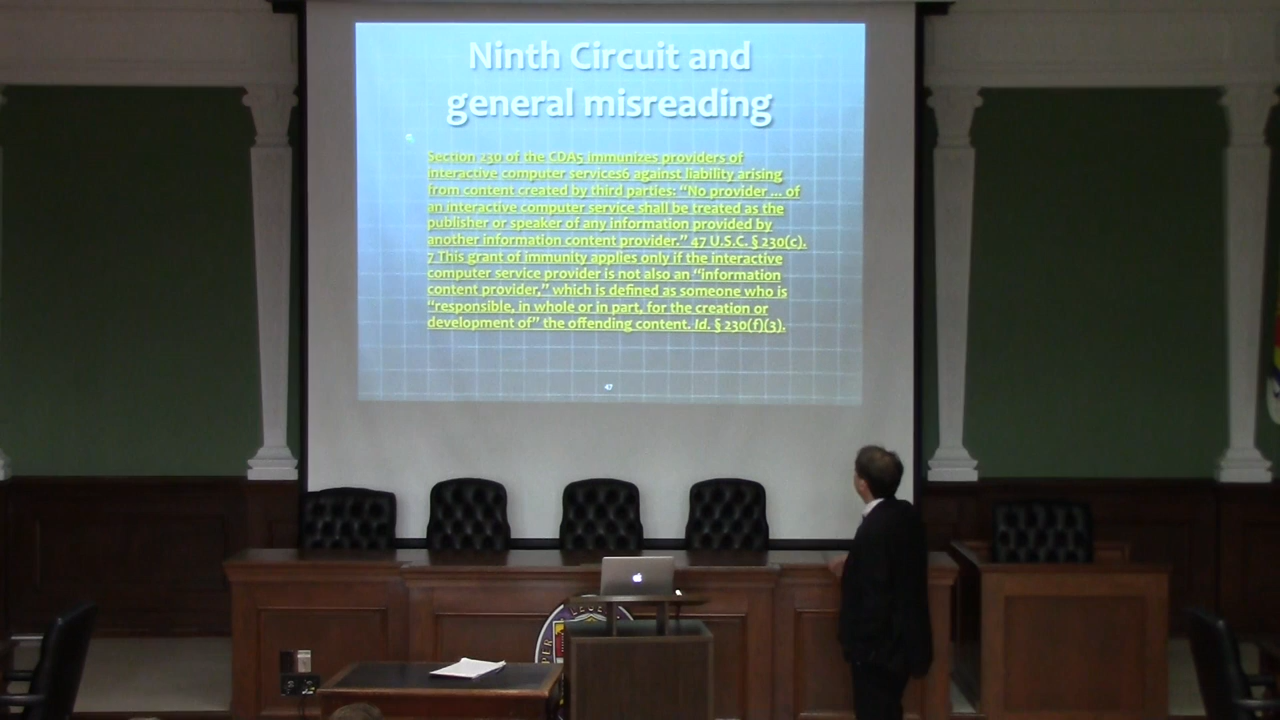 Ninth Circuit and
general misreading
Section 230 of the CDA5 immunizes providers of
interactive computer services6 against liability arising
from content created by third parties: “No provider ... of
an interactive computer service shall be treated as the
publisher or speaker of any information provided by
another information content provider.” 47 U.S.C. § 230(c).
7 This grant of immunity applies only if the interactive
computer service provider is not also an “information
content provider,” which is defined as someone who is
“responsible, in whole or in part, for the creation or
development of” the offending content. Id. § 230(f)(3).
47